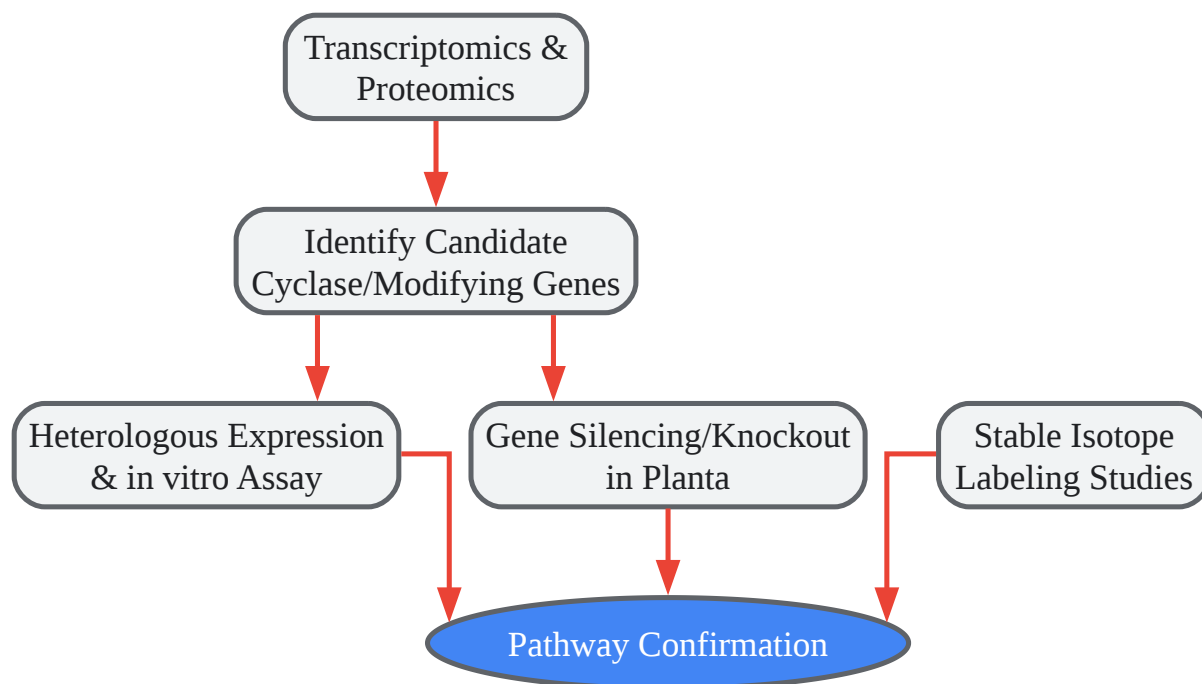 Transcriptomics &
Proteomics
Identify Candidate
Cyclase/Modifying Genes
Heterologous Expression
& in vitro Assay
Gene Silencing/Knockout
in Planta
Stable Isotope
Labeling Studies
Pathway Confirmation